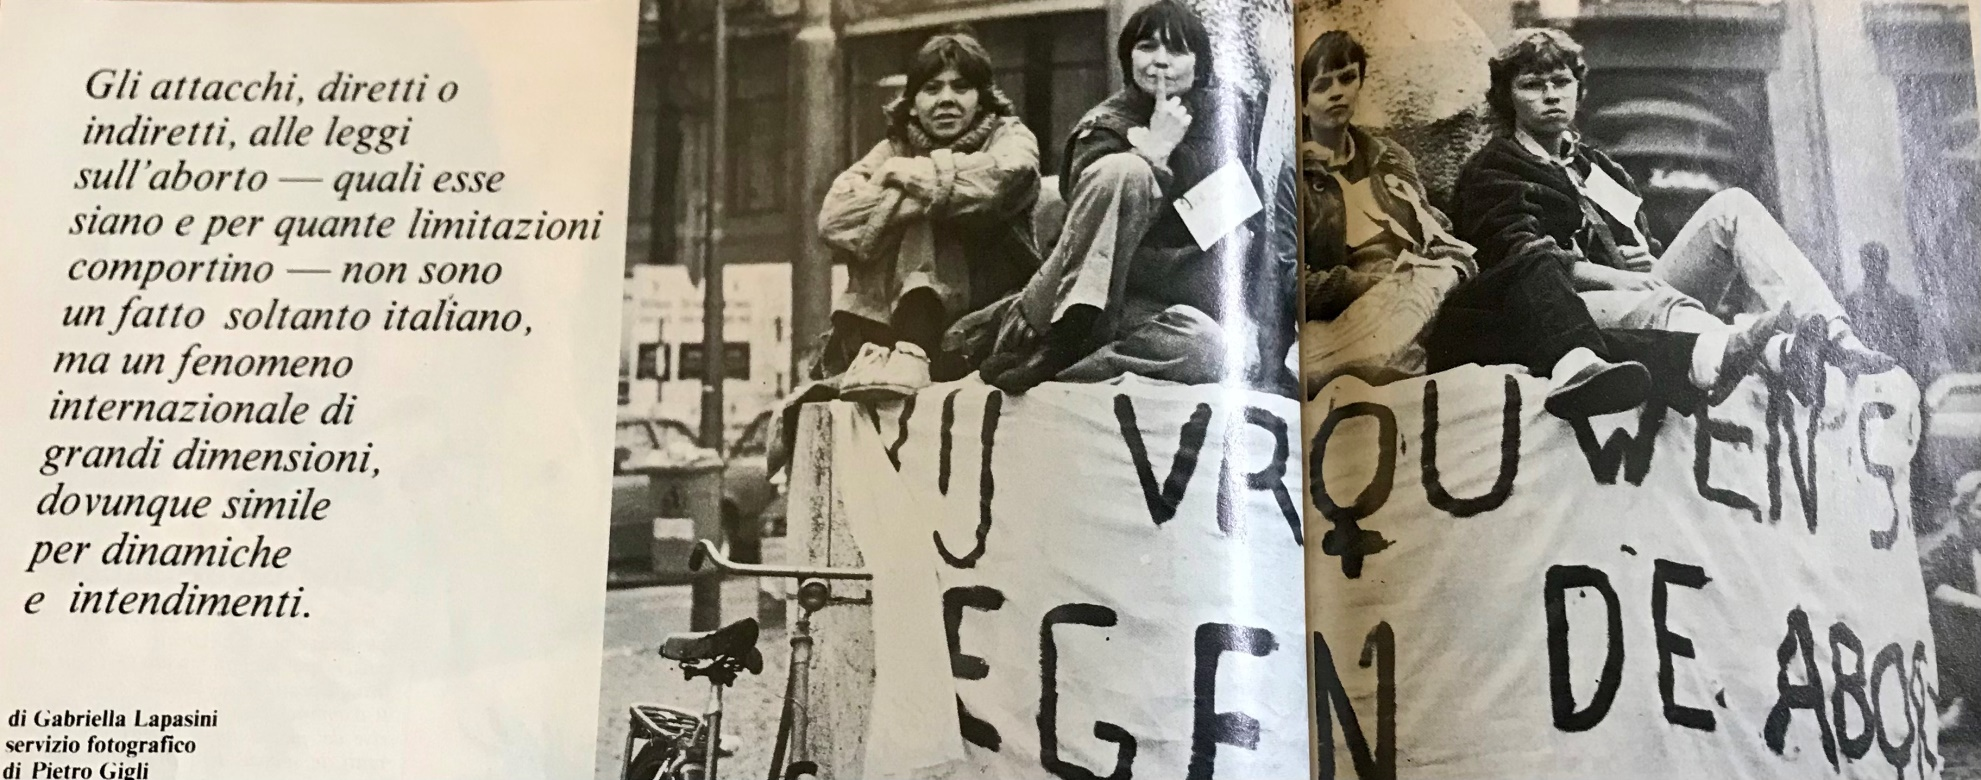 Gli attacchi, diretti o
indiretti, alle leggi
sull'aborto — quali esse
siano e per quante limitazioni
comportino — non sono
un fatto soltanto italiano,
ma un fenomeno
internazionale di
grandi dimensioni,
dovunque simile
per dinamiche
e intendimenti.
di Gabriella Lapasini
servizio fotografico
di Pietro Gigli
VROUWEN'S
EGEN DE ABOR